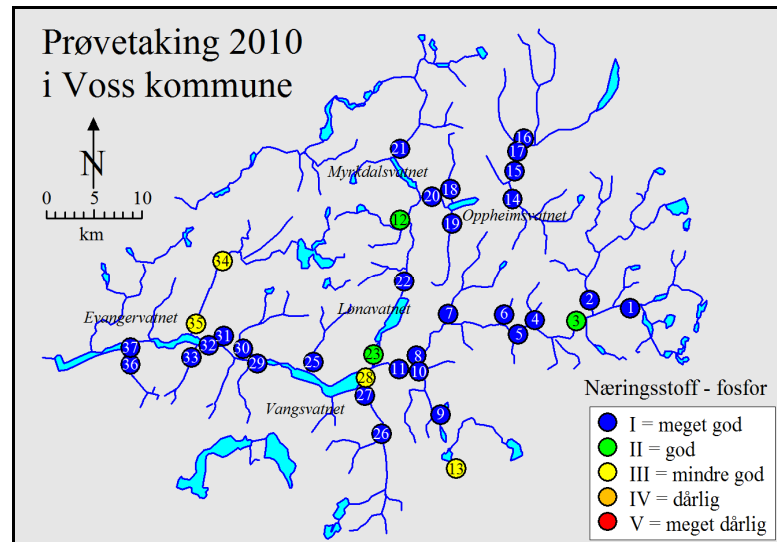 Prøvetaking 2010
i Voss kommune
N
0 5 10
km
16
17
21
15
Myrkdalsvatnet
18
20
14
12
19
Oppheimsvatnet
34
22
2
1
Lønavatnet
7
6
4
3
5
Evangervatnet
35
31
32
30
37
33
36
29
25
23
8
11
10
28
27
Vangsvatnet
9
26
13
Næringsstoff - fosfor
I = meget god
II = god
III = mindre god
IV = dårlig
V = meget dårlig